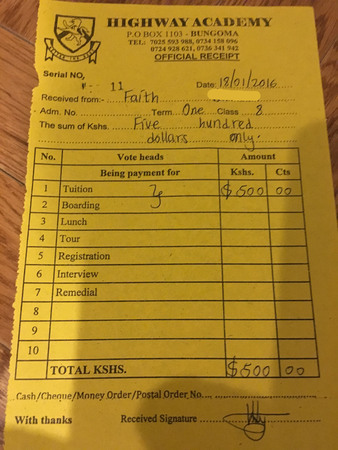 HIGHWAY ACADEMY
P.O BOX 1103 - BUNGOMA
TEL: 7025 593 988, 0734 158 096
0724 928 621, 0736 341 942
OFFICIAL RECEIPT
Serial NO,
11 Date: 18/01/2016
Received from:- Faith
Adm. No. Term One Class 8
The sum of Kshs. Five hundred
dollars only.
No. Vote heads Amount
Being payment for Kshs. Cts
1 Tuition $500 00
2 Boarding
3 Lunch
4 Tour
5 Registration
6 Interview
7 Remedial
8
9
10
TOTAL KSHS. $500 00
Cash/Cheque/Money Order/Postal Order No.
With thanks Received Signature